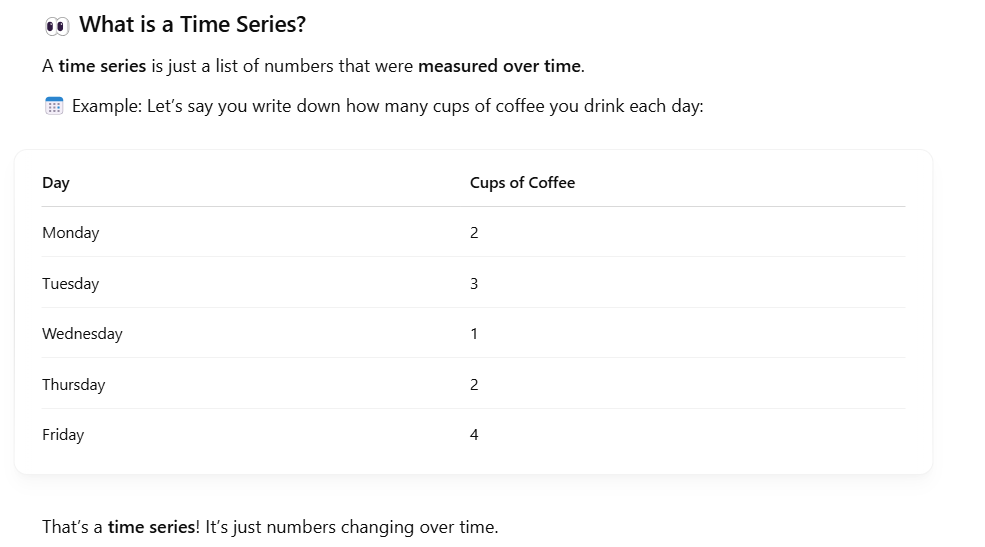 👀 What is a Time Series?
A time series is just a list of numbers that were measured over time.
📅 Example: Let’s say you write down how many cups of coffee you drink each day:
Day Cups of Coffee
Monday 2
Tuesday 3
Wednesday 1
Thursday 2
Friday 4
That’s a time series! It’s just numbers changing over time.